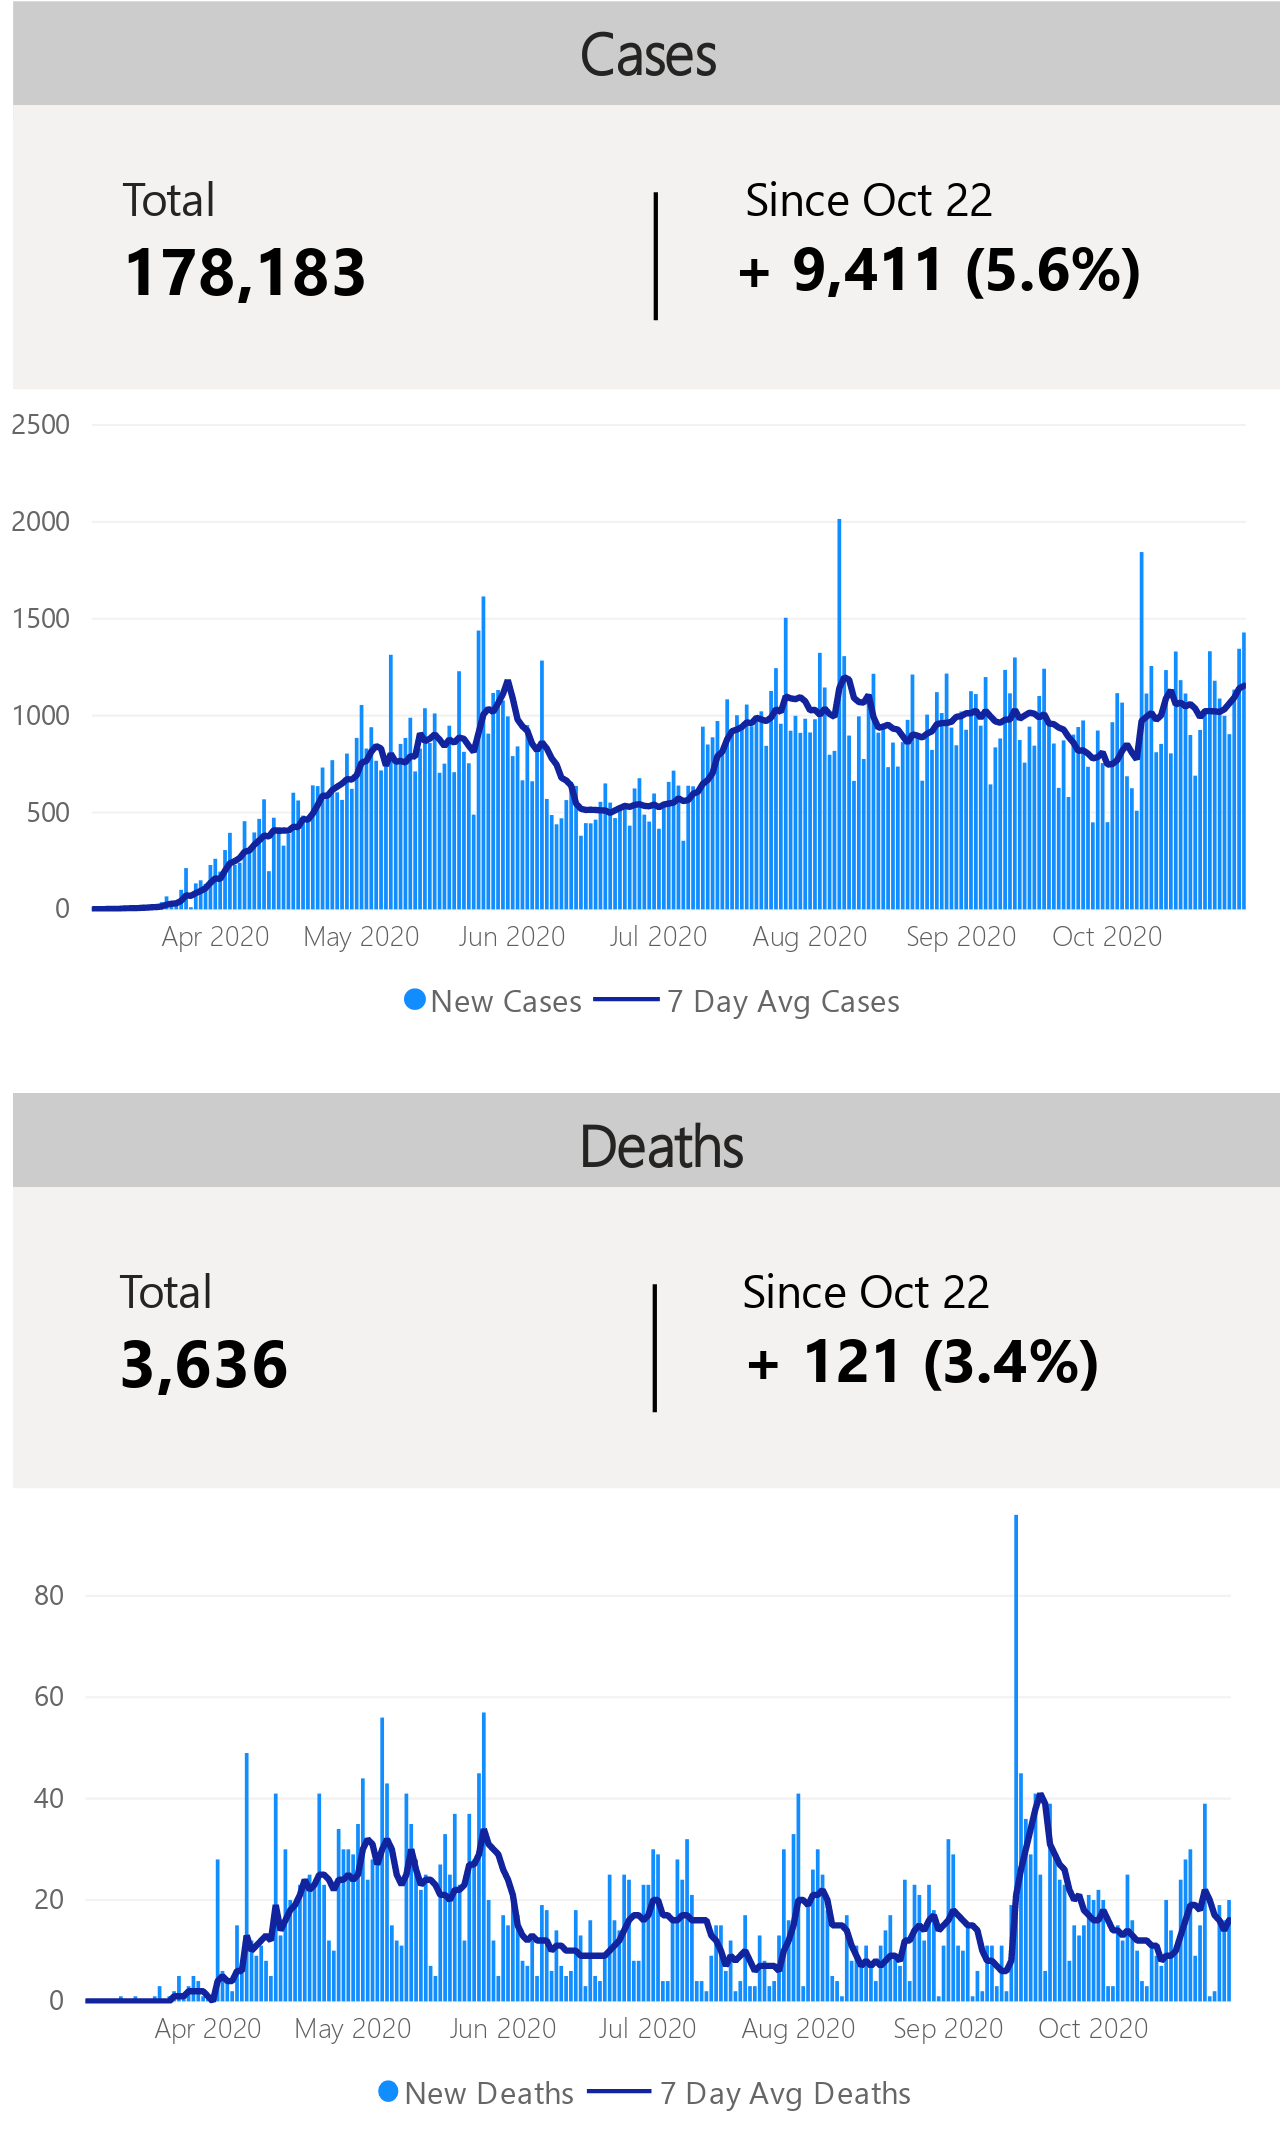 Cases
Total
Since Oct 22
178,183
+ 9,411 (5.6%)
2500
2000
1500
1000
500
0
Apr 2020 May 2020 Jun 2020 Jul 2020 Aug 2020 Sep 2020 Oct 2020
New Cases 7 Day Avg Cases
Deaths
Total
Since Oct 22
3,636
+ 121 (3.4%)
80
60
40
20
0
Apr 2020 May 2020 Jun 2020 Jul 2020 Aug 2020 Sep 2020 Oct 2020
New Deaths 7 Day Avg Deaths